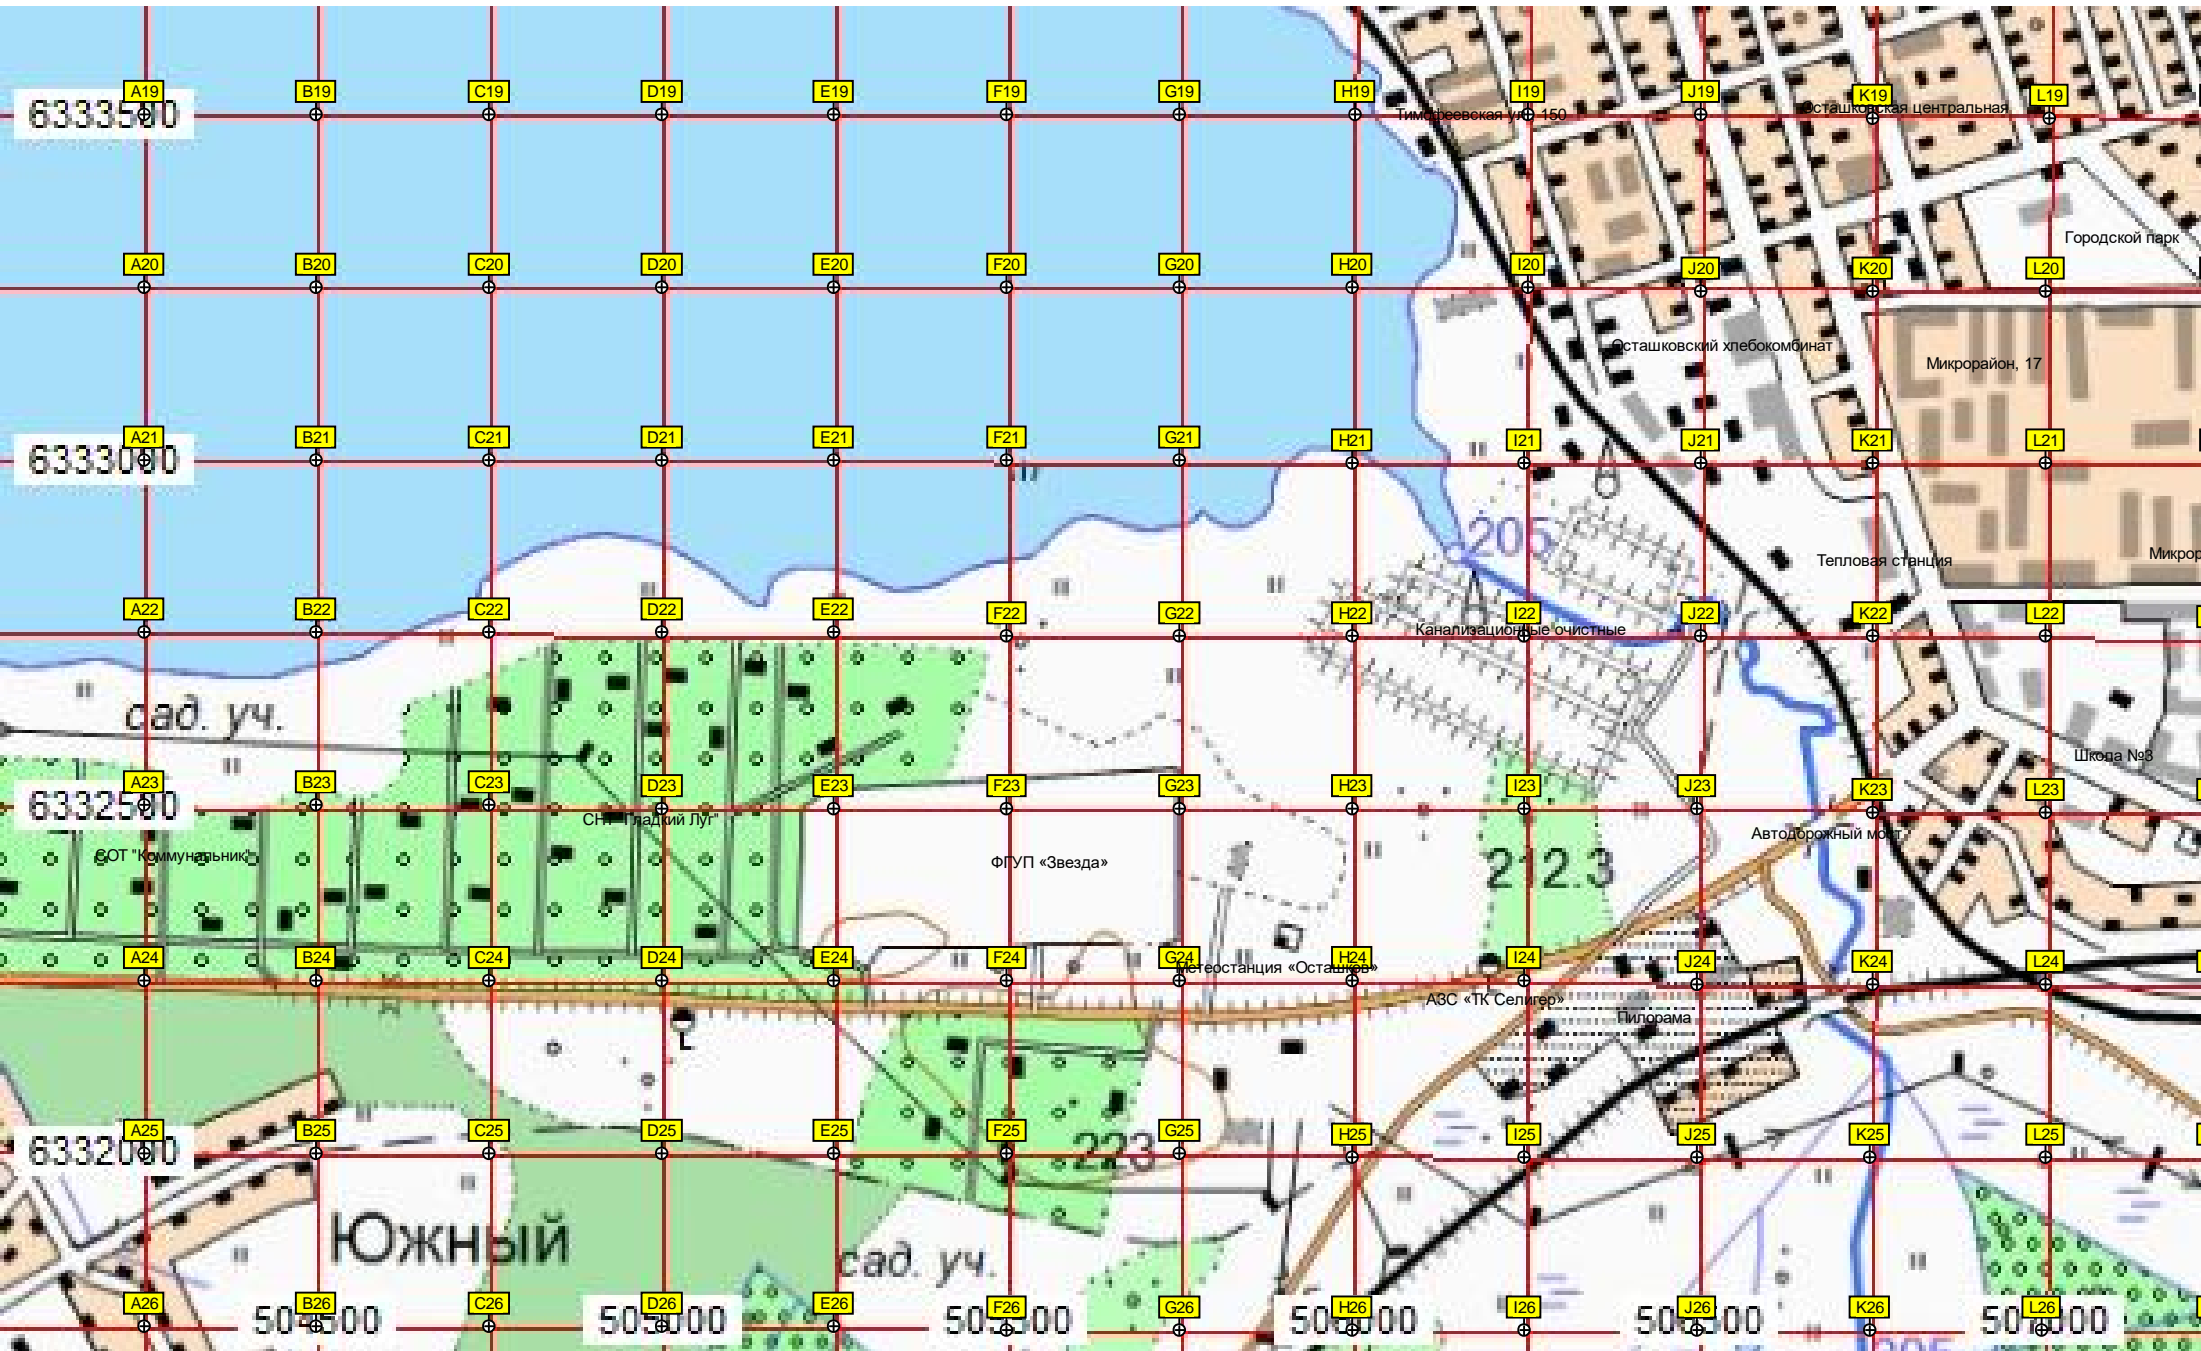 A19 B19 C19 D19 E19 F19 G19 H19 I19 J19 K19 L19
6333500
Тимофеевская ул., 150
Осташковская центральная
Городской парк
A20 B20 C20 D20 E20 F20 G20 H20 I20 J20 K20 L20
Осташковский хлебокомбинат
Микрорайон, 17
A21 B21 C21 D21 E21 F21 G21 H21 I21 J21 K21 L21
6333000
205
Тепловая станция
A22 B22 C22 D22 E22 F22 G22 H22 I22 J22 K22 L22
Канализационные очистные
сад. уч.
Школа №3
A23 B23 C23 D23 E23 F23 G23 H23 I23 J23 K23 L23
6332500
СНТ "Гладкий Луг"
Автодорожный мост
СОТ "Коммунальник"
ФГУП «Звезда»
212.3
A24 B24 C24 D24 E24 F24 G24 H24 I24 J24 K24 L24
Метеостанция «Осташков»
АЗС «ТК Селигер»
Пилорама
A25 B25 C25 D25 E25 F25 G25 H25 I25 J25 K25 L25
6332000
223
Южный
сад. уч.
A26 B26 C26 D26 E26 F26 G26 H26 I26 J26 K26 L26
504500 505000 505500 506000 506500 507000